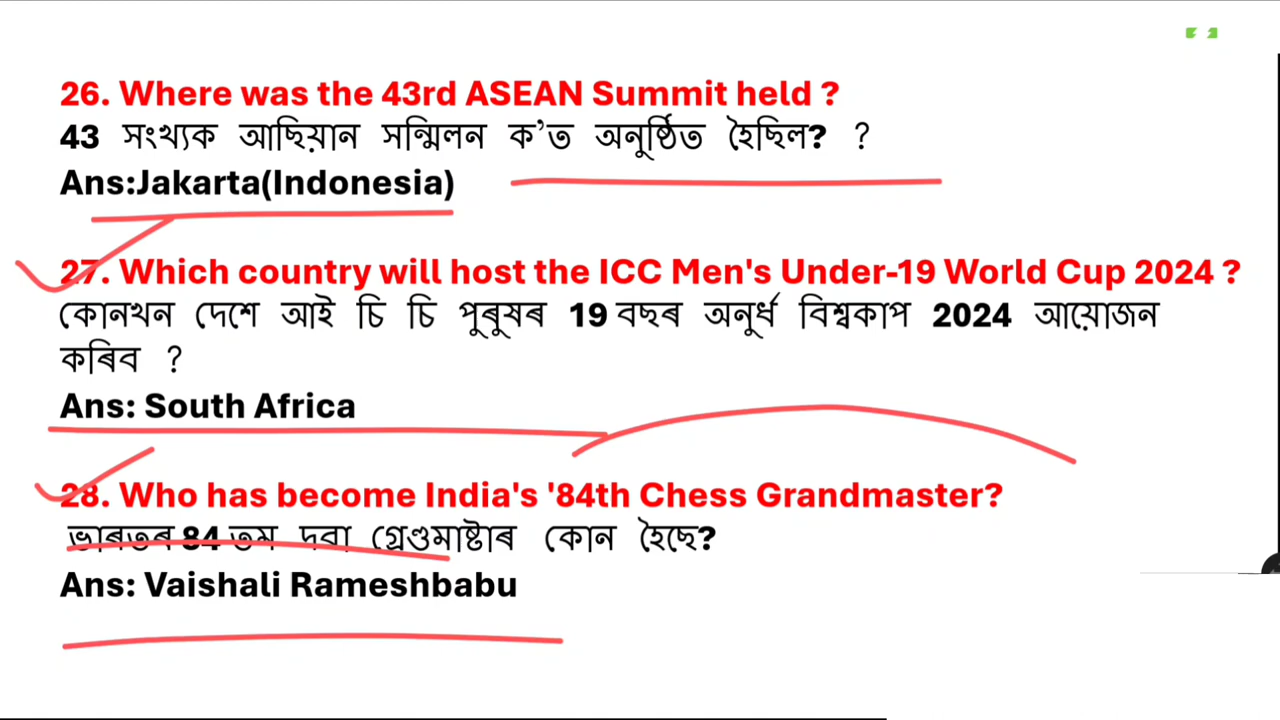 26. Where was the 43rd ASEAN Summit held ?
43 সংখ্যক আছিয়ান সন্মিলন ক’ত অনুষ্ঠিত হৈছিল? ?
Ans:Jakarta(Indonesia)
27. Which country will host the ICC Men's Under-19 World Cup 2024 ?
কোনখন দেশে আই চি চি পুৰুষৰ 19 বছৰ অনুৰ্ধ বিশ্বকাপ 2024 আয়োজন
কৰিব ?
Ans: South Africa
28. Who has become India's '84th Chess Grandmaster?
ভাৰতৰ 84 তম দবা গ্ৰেণ্ডমাষ্টাৰ কোন হৈছে?
Ans: Vaishali Rameshbabu